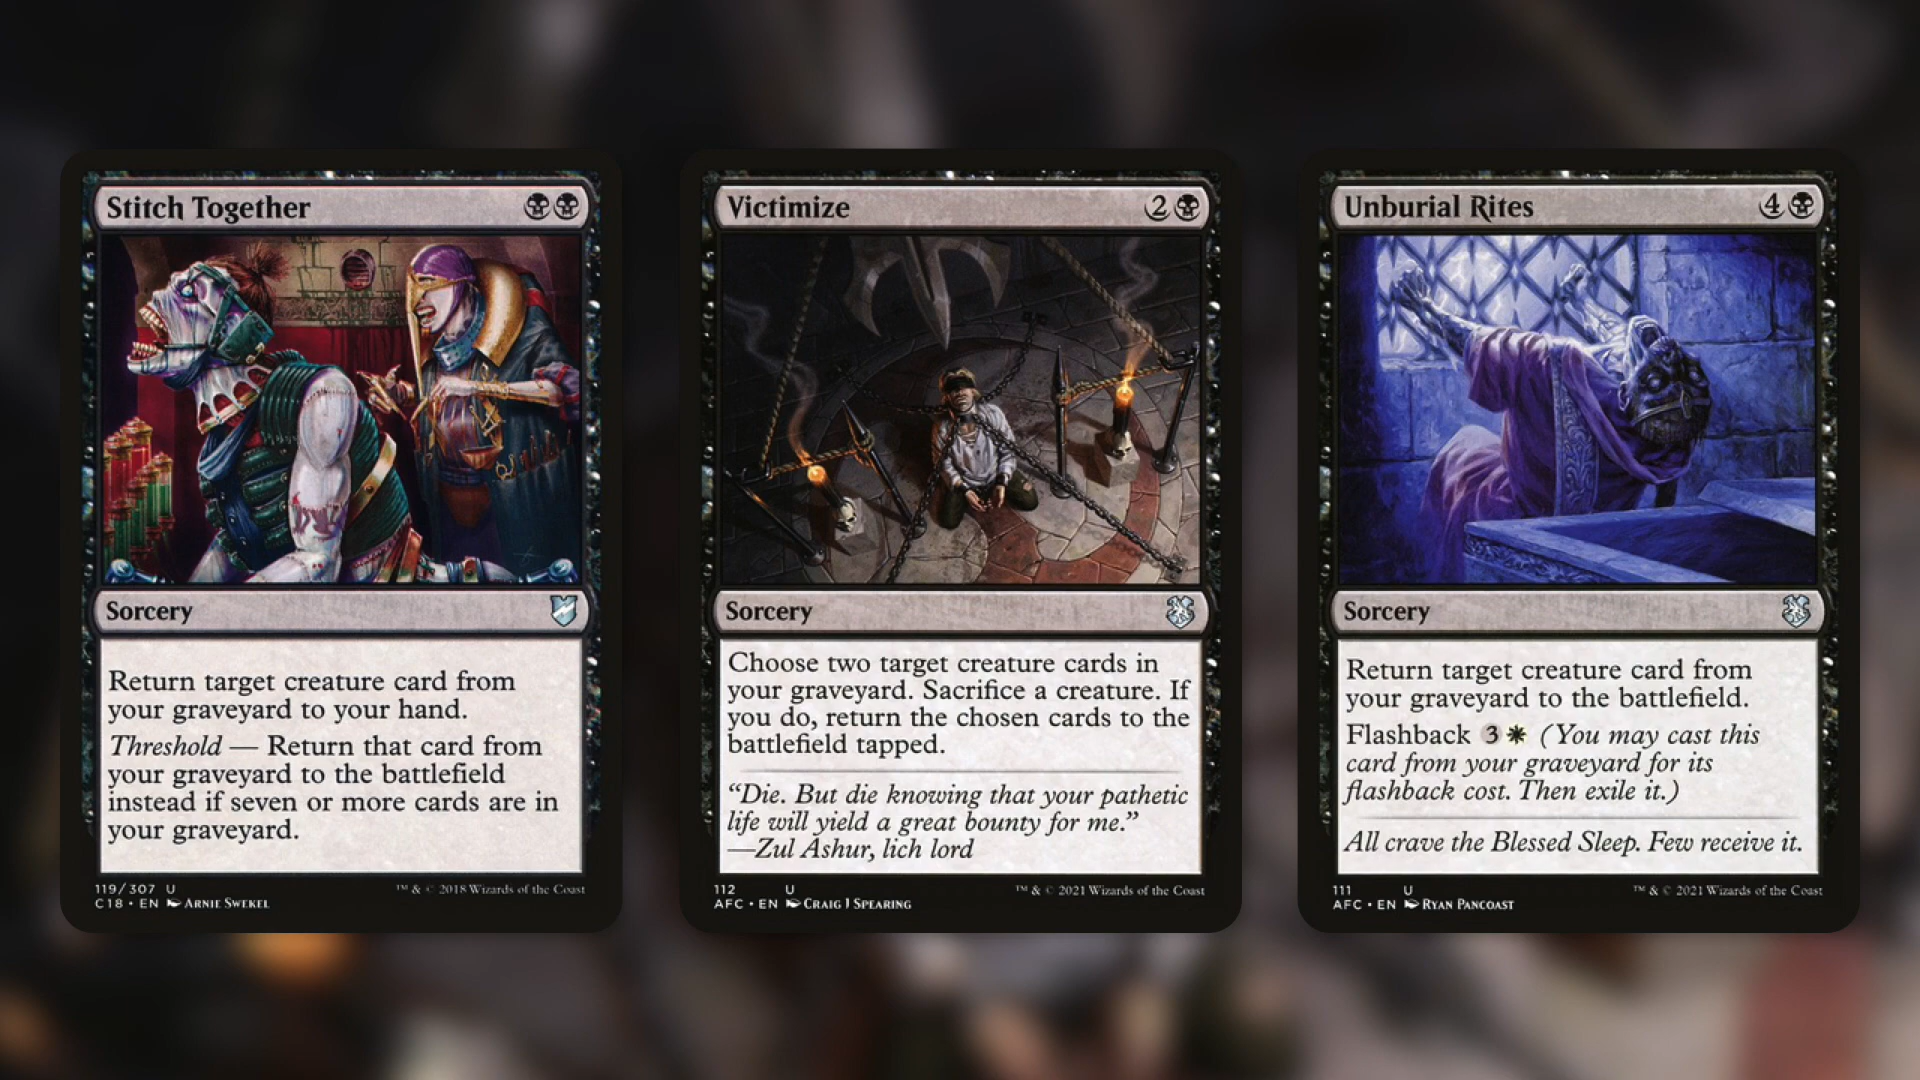 Stitch Together
Sorcery
Return target creature card from
your graveyard to your hand.
Threshold — Return that card from
your graveyard to the battlefield
instead if seven or more cards are in
your graveyard.
119/307 U
™ & © 2018 Wizards of the Coast
C18 • EN ARNIE SWEKEL
Victimize 2
Sorcery
Choose two target creature cards in
your graveyard. Sacrifice a creature. If
you do, return the chosen cards to the
battlefield tapped.
“Die. But die knowing that your pathetic
life will yield a great bounty for me.”
—Zul Ashur, lich lord
112 U
™ & © 2021 Wizards of the Coast
AFC • EN CRAIG J SPEARING
Unburial Rites 4
Sorcery
Return target creature card from
your graveyard to the battlefield.
Flashback 3 (You may cast this
card from your graveyard for its
flashback cost. Then exile it.)
All crave the Blessed Sleep. Few receive it.
111 U
™ & © 2021 Wizards of the Coast
AFC • EN RYAN PANCOAST